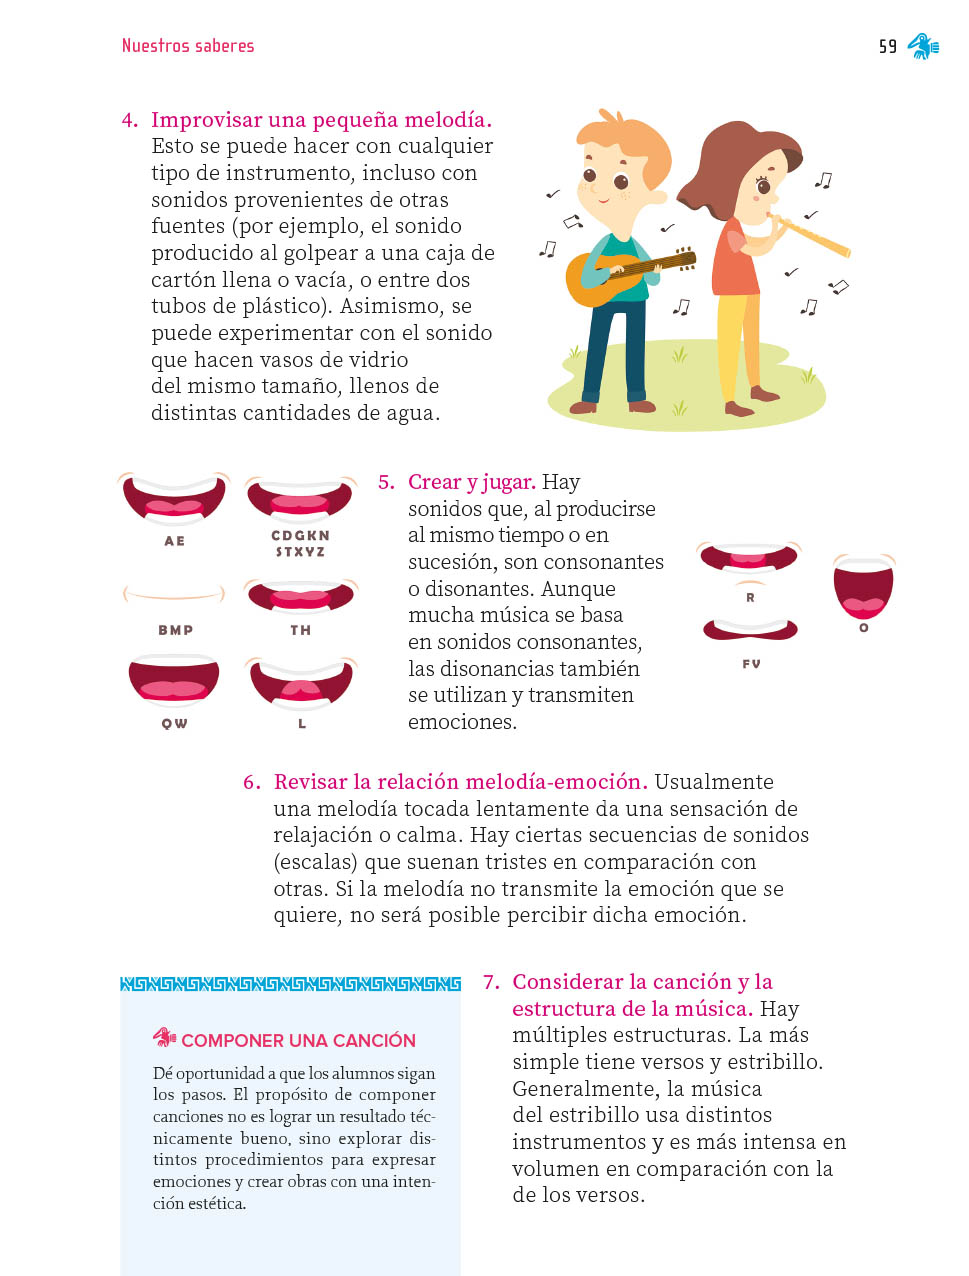 Nuestros saberes
59
4. Improvisar una pequeña melodía.
Esto se puede hacer con cualquier
tipo de instrumento, incluso con
sonidos provenientes de otras
fuentes (por ejemplo, el sonido
producido al golpear a una caja de
cartón llena o vacía, o entre dos
tubos de plástico). Asimismo, se
puede experimentar con el sonido
que hacen vasos de vidrio
del mismo tamaño, llenos de
distintas cantidades de agua.
A E
C D G K N
S T X Y Z
B M P
T H
Q W
L
5. Crear y jugar. Hay
sonidos que, al producirse
al mismo tiempo o en
sucesión, son consonantes
o disonantes. Aunque
mucha música se basa
en sonidos consonantes,
las disonancias también
se utilizan y transmiten
emociones.
R
O
F V
6. Revisar la relación melodía-emoción. Usualmente
una melodía tocada lentamente da una sensación de
relajación o calma. Hay ciertas secuencias de sonidos
(escalas) que suenan tristes en comparación con
otras. Si la melodía no transmite la emoción que se
quiere, no será posible percibir dicha emoción.
COMPONER UNA CANCIÓN
Dé oportunidad a que los alumnos sigan
los pasos. El propósito de componer
canciones no es lograr un resultado téc-
nicamente bueno, sino explorar dis-
tintos procedimientos para expresar
emociones y crear obras con una inten-
ción estética.
7. Considerar la canción y la
estructura de la música. Hay
múltiples estructuras. La más
simple tiene versos y estribillo.
Generalmente, la música
del estribillo usa distintos
instrumentos y es más intensa en
volumen en comparación con la
de los versos.